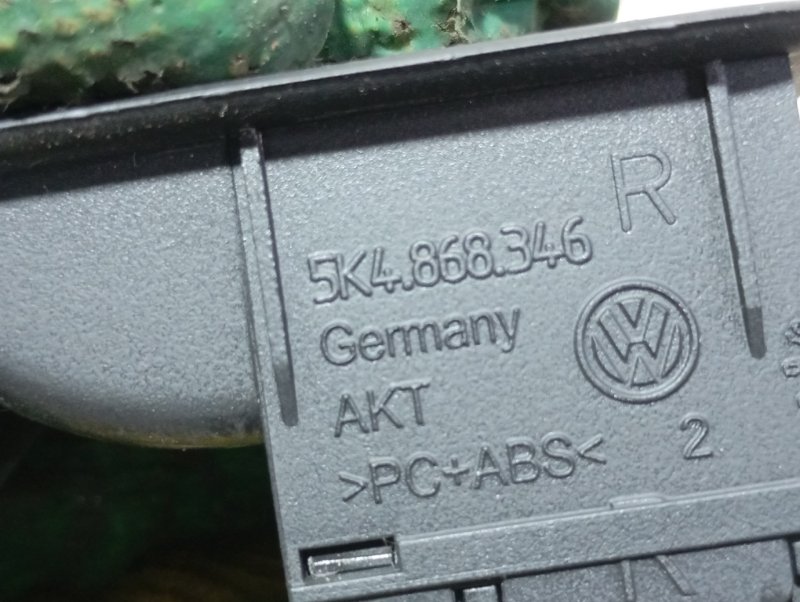 R
5K4.868.346
Germany
AKT
>PC+ABS<
2